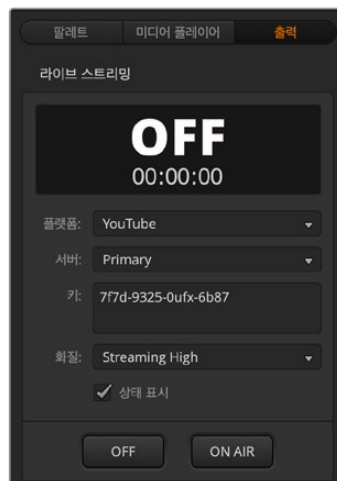 팔레트 미디어 플레이어 출력
라이브 스트리밍
OFF
00:00:00
플랫폼: YouTube
서버: Primary
키: 7f7d-9325-0ufx-6b87
화질: Streaming High
상태 표시
OFF ON AIR